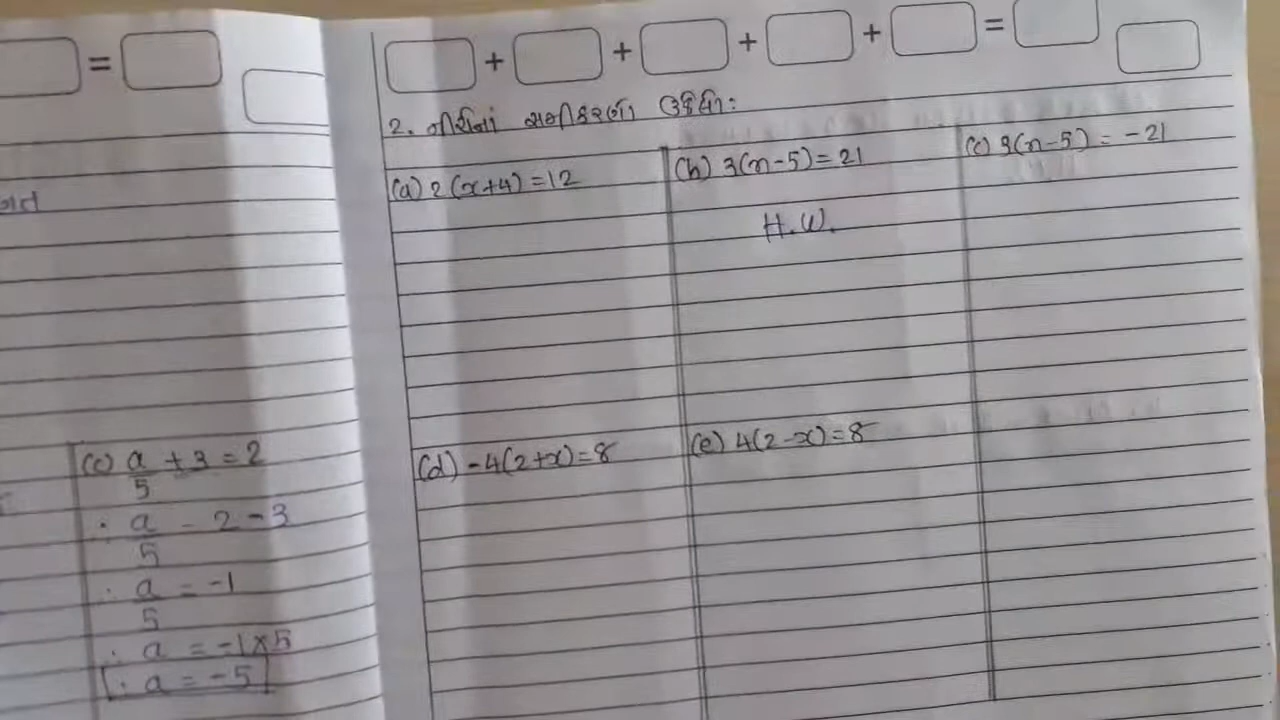 =
+ + + + =
2. નીચેનાં સમીકરણો ઉકેલો:
(a) 2(x+4) = 12
(b) 3(n-5) = 21
(c) 3(n-5) = -21
H.W.
(d) -4(2+x) = 8
(e) 4(2-x) = 8
(c) a/5 + 3 = 2
∴ a/5 = 2 - 3
∴ a/5 = -1
∴ a = -1 × 5
∴ a = -5